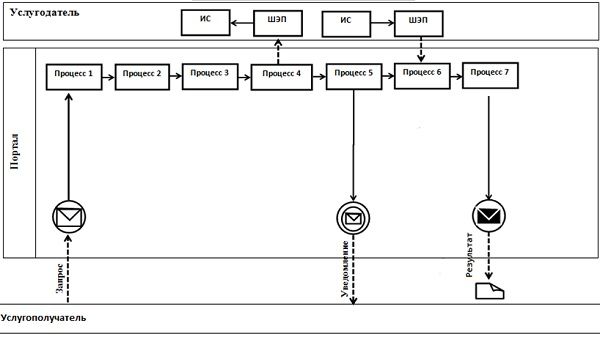 Услугодатель
ИС
ШЭП
ИС
ШЭП
Портал
Процесс 1
Процесс 2
Процесс 3
Процесс 4
Процесс 5
Процесс 6
Процесс 7
Запрос
Уведомление
Результат
Услугополучатель